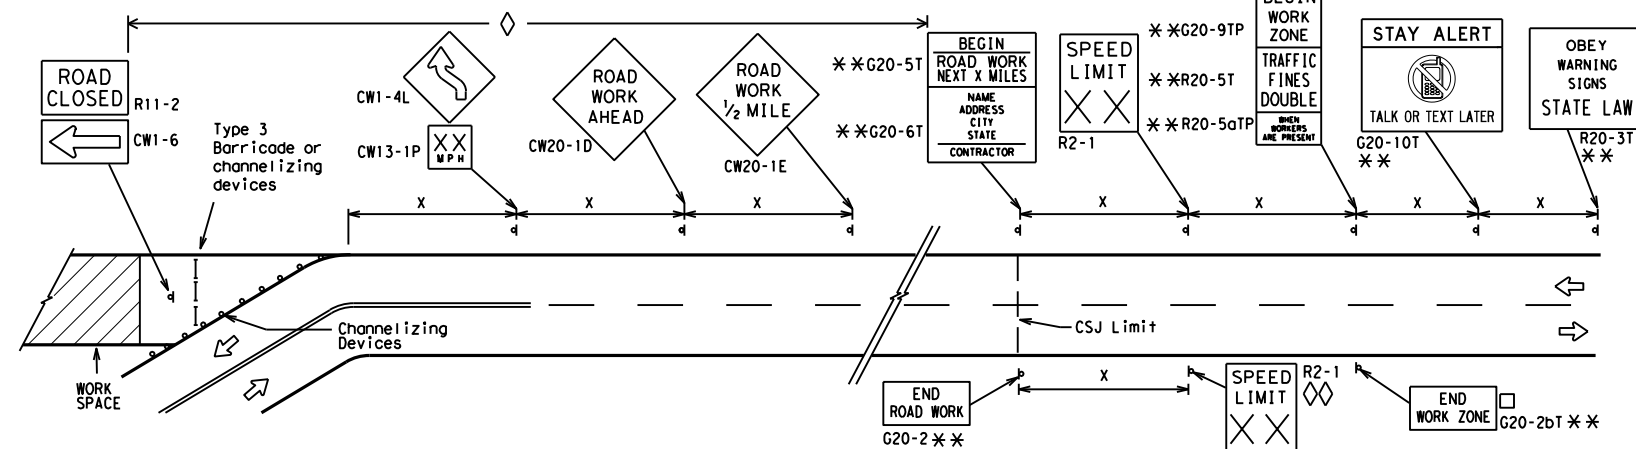 ROAD
CLOSED
R11-2
CW1-6
Type 3
Barricade or
channelizing
devices
CW1-4L
CW13-1P
XX
MPH
ROAD
WORK
AHEAD
CW20-1D
ROAD
WORK
1/2 MILE
CW20-1E
**G20-5T
**G20-6T
BEGIN
ROAD WORK
NEXT X MILES
NAME
ADDRESS
CITY
STATE
CONTRACTOR
SPEED
LIMIT
XX
R2-1
**G20-9TP
**R20-5T
**R20-5aTP
BEGIN
WORK
ZONE
TRAFFIC
FINES
DOUBLE
WHEN
WORKERS
ARE PRESENT
STAY ALERT
TALK OR TEXT LATER
G20-10T
**
OBEY
WARNING
SIGNS
STATE LAW
R20-3T
**
X
X
X
X
X
X
X
Channelizing
Devices
CSJ Limit
WORK
SPACE
END
ROAD WORK
G20-2**
X
SPEED
LIMIT
XX
R2-1
END
WORK ZONE
G20-2bT**